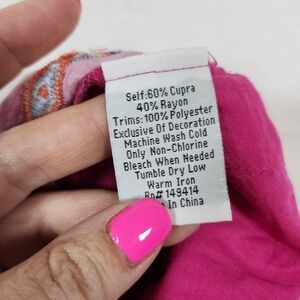 Self:60% Cupra
40% Rayon
Trims:100% Polyester
Exclusive Of Decoration
Machine Wash Cold
Only Non-Chlorine
Bleach When Needed
Tumble Dry Low
Warm Iron
Rn# 149414
In China